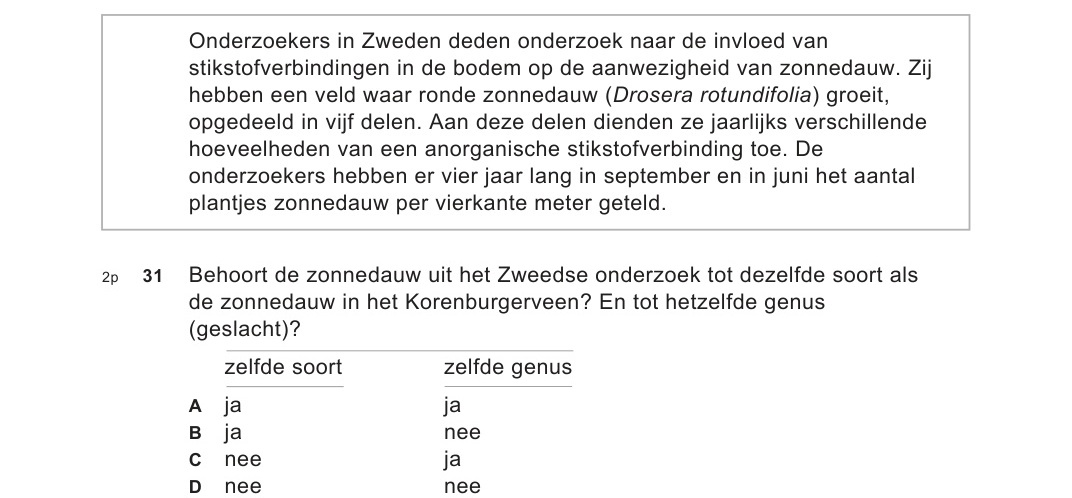 Onderzoekers in Zweden deden onderzoek naar de invloed van
stikstofverbindingen in de bodem op de aanwezigheid van zonnedauw. Zij
hebben een veld waar ronde zonnedauw (Drosera rotundifolia) groeit,
opgedeeld in vijf delen. Aan deze delen dienden ze jaarlijks verschillende
hoeveelheden van een anorganische stikstofverbinding toe. De
onderzoekers hebben er vier jaar lang in september en in juni het aantal
plantjes zonnedauw per vierkante meter geteld.
2p 31 Behoort de zonnedauw uit het Zweedse onderzoek tot dezelfde soort als
de zonnedauw in het Korenburgerveen? En tot hetzelfde genus
(geslacht)?
zelfde soort zelfde genus
A ja ja
B ja nee
C nee ja
D nee nee